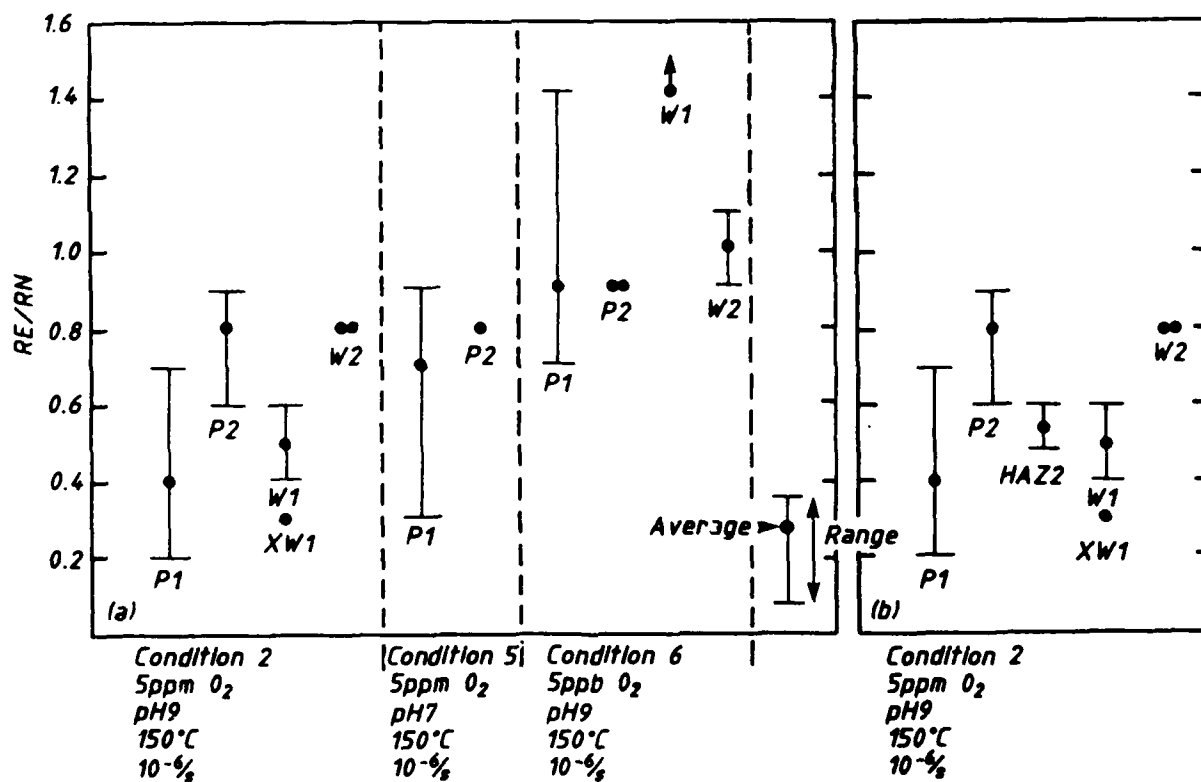 1.6
1.4
1.2
1.0
0.8
0.6
0.4
0.2
RE/RN
P1
P2
W1
XW1
W2
(a)
P1
P2
P1
P2
W1
W2
Average
Range
P1
P2
HAZ2
W1
XW1
W2
(b)
Condition 2
5ppm O₂
pH9
150°C
10⁻⁶/s
Condition 5
5ppm O₂
pH7
150°C
10⁻⁶/s
Condition 6
5ppb O₂
pH9
150°C
10⁻⁶/s
Condition 2
5ppm O₂
pH9
150°C
10⁻⁶/s